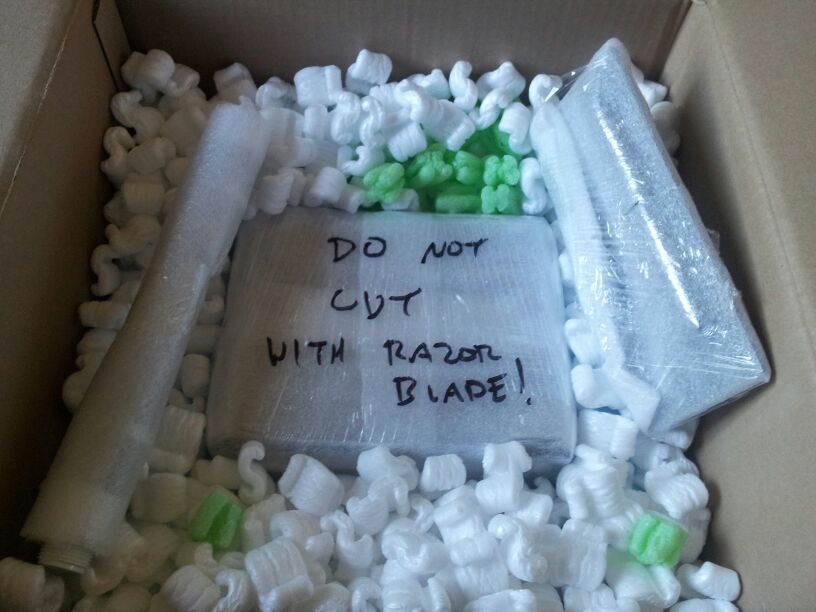 DO NOT
CUT
WITH RAZOR
BLADE!